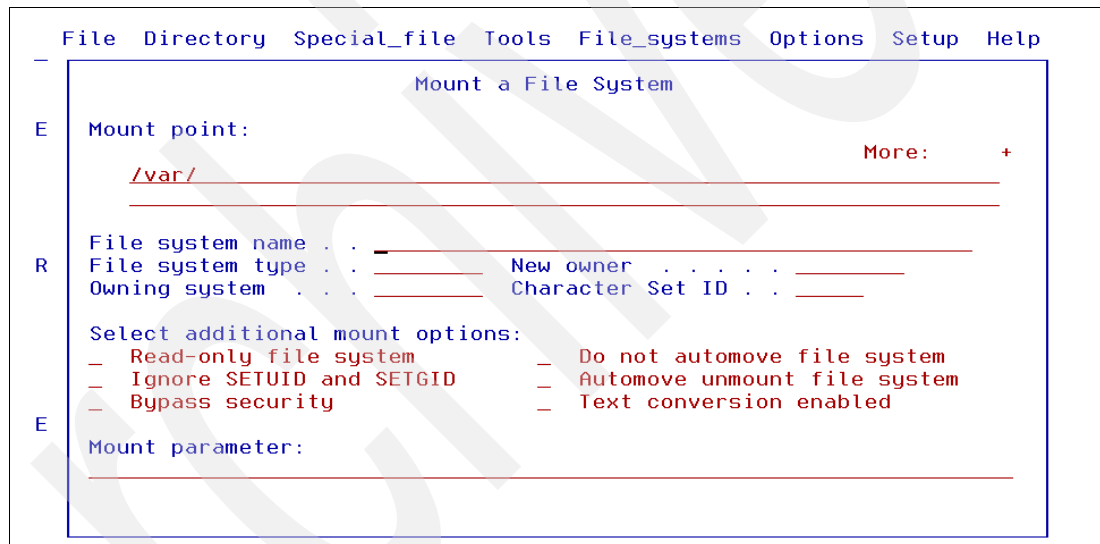 File Directory Special_file Tools File_systems Options Setup Help
Mount a File System
E Mount point:
More: +
/var/
File system name . .
R File system type . . New owner . . . . .
Owning system . . . Character Set ID . .
Select additional mount options:
_ Read-only file system _ Do not automove file system
_ Ignore SETUID and SETGID _ Automove unmount file system
_ Bypass security _ Text conversion enabled
E
Mount parameter: